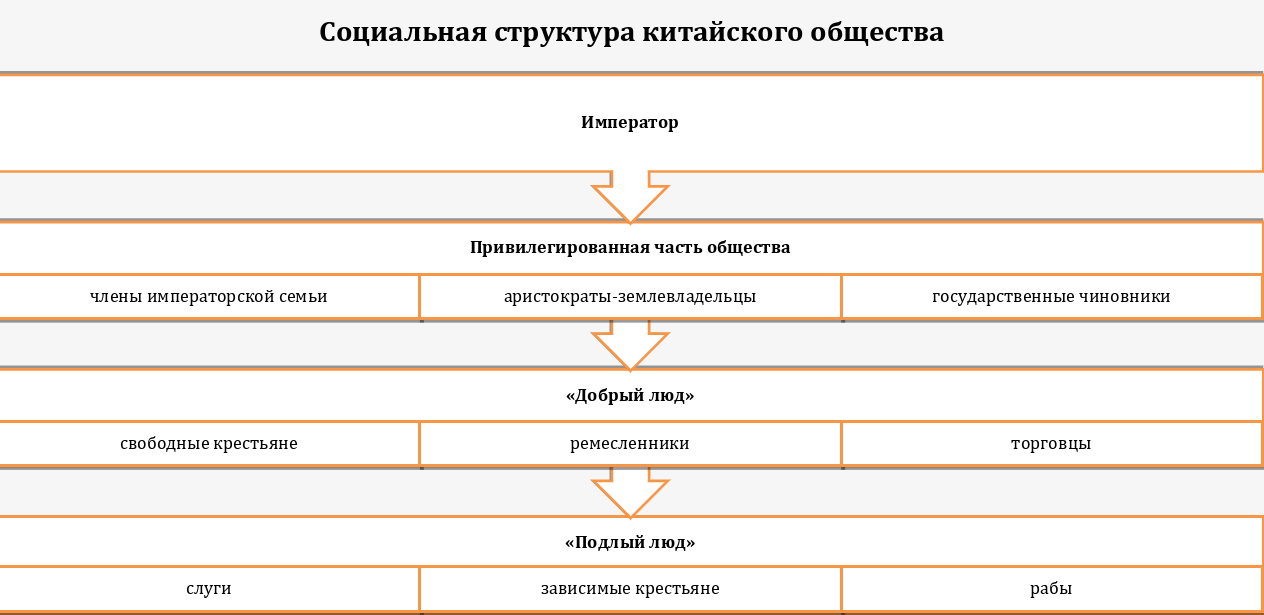 Социальная структура китайского общества
Император
Привилегированная часть общества
члены императорской семьи
аристократы-землевладельцы
государственные чиновники
«Добрый люд»
свободные крестьяне
ремесленники
торговцы
«Подлый люд»
слуги
зависимые крестьяне
рабы